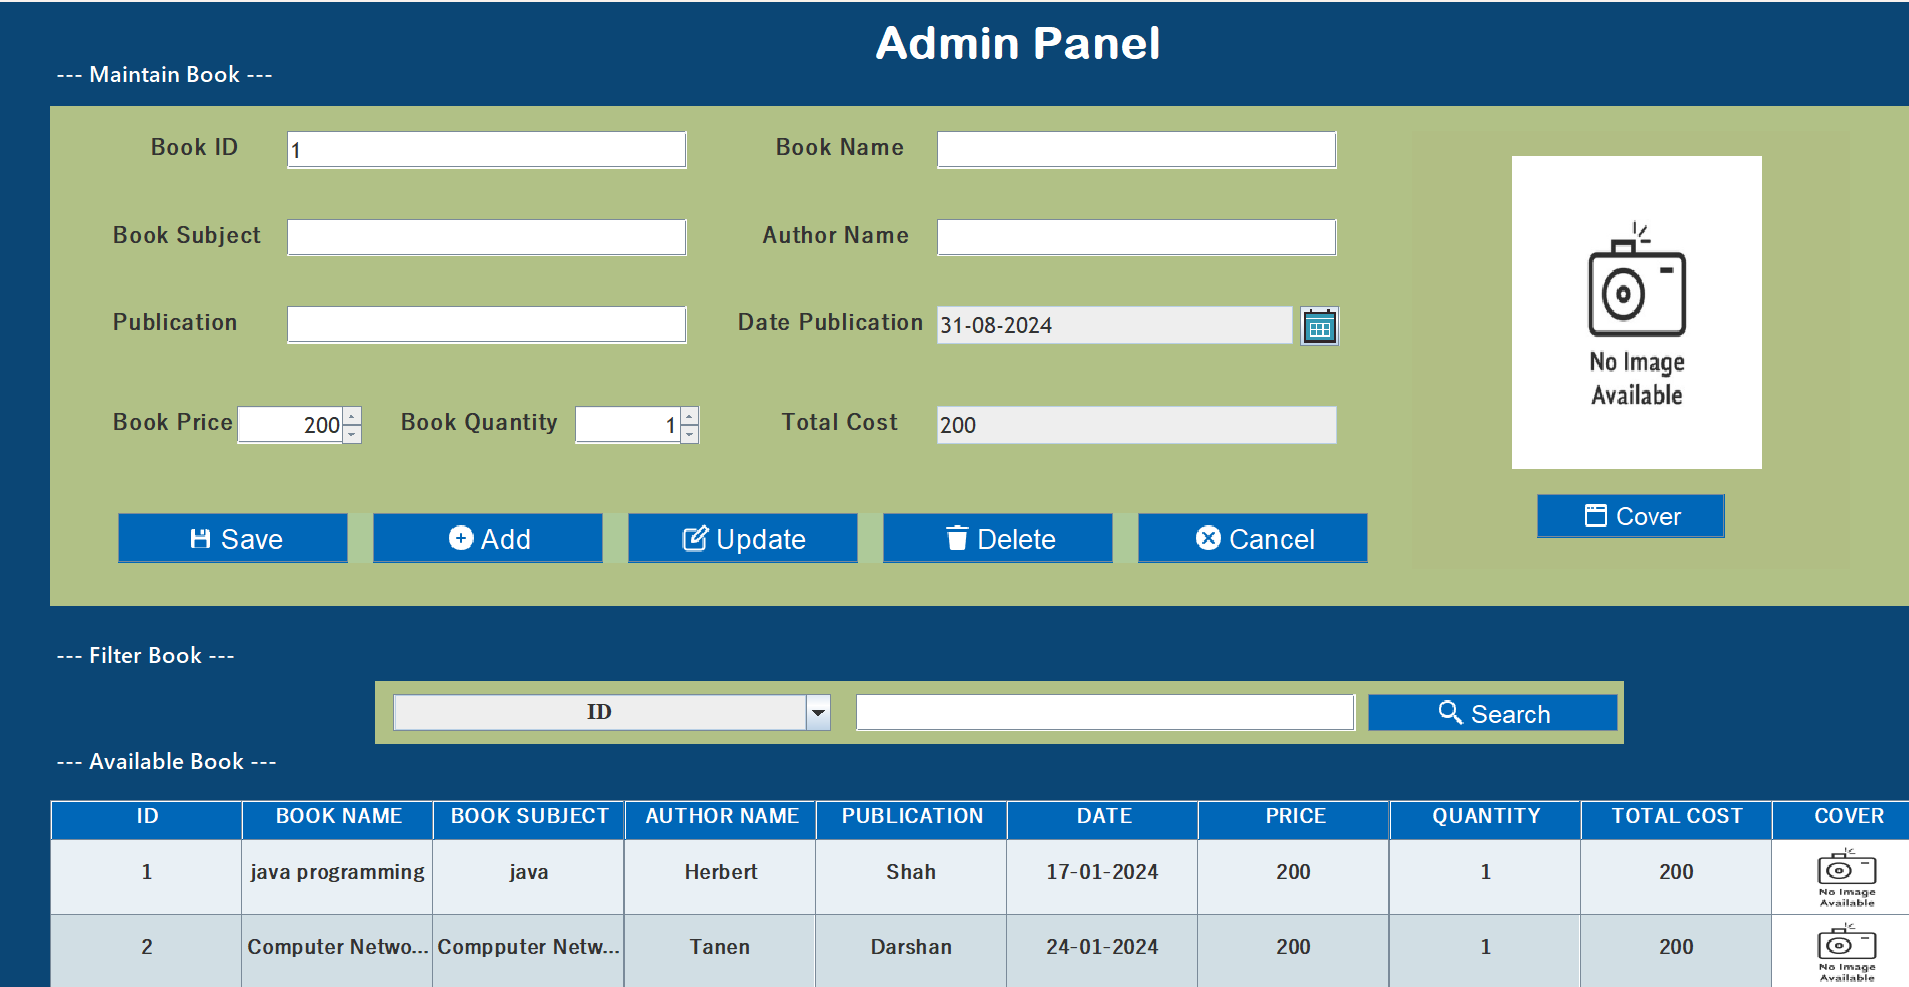 Admin Panel
--- Maintain Book ---
Book ID 1 Book Name
Book Subject Author Name
Publication Date Publication 31-08-2024
No Image
Available
Book Price 200 Book Quantity 1 Total Cost 200
Cover
Save Add Update Delete Cancel
--- Filter Book ---
ID Search
--- Available Book ---
ID BOOK NAME BOOK SUBJECT AUTHOR NAME PUBLICATION DATE PRICE QUANTITY TOTAL COST COVER
1 java programming java Herbert Shah 17-01-2024 200 1 200
No Image
Available
2 Computer Netwo... Compputer Netw... Tanen Darshan 24-01-2024 200 1 200
No Image
Available